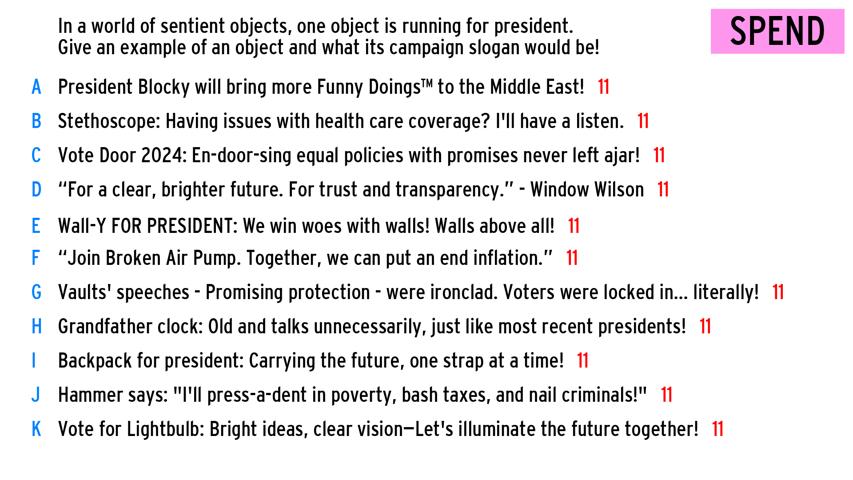 In a world of sentient objects, one object is running for president.
Give an example of an object and what its campaign slogan would be!
SPEND
A President Blocky will bring more Funny Doings™ to the Middle East! 11
B Stethoscope: Having issues with health care coverage? I'll have a listen. 11
C Vote Door 2024: En-door-sing equal policies with promises never left ajar! 11
D “For a clear, brighter future. For trust and transparency.” - Window Wilson 11
E Wall-Y FOR PRESIDENT: We win woes with walls! Walls above all! 11
F “Join Broken Air Pump. Together, we can put an end inflation.” 11
G Vaults' speeches - Promising protection - were ironclad. Voters were locked in... literally! 11
H Grandfather clock: Old and talks unnecessarily, just like most recent presidents! 11
I Backpack for president: Carrying the future, one strap at a time! 11
J Hammer says: "I'll press-a-dent in poverty, bash taxes, and nail criminals!" 11
K Vote for Lightbulb: Bright ideas, clear vision—Let's illuminate the future together! 11